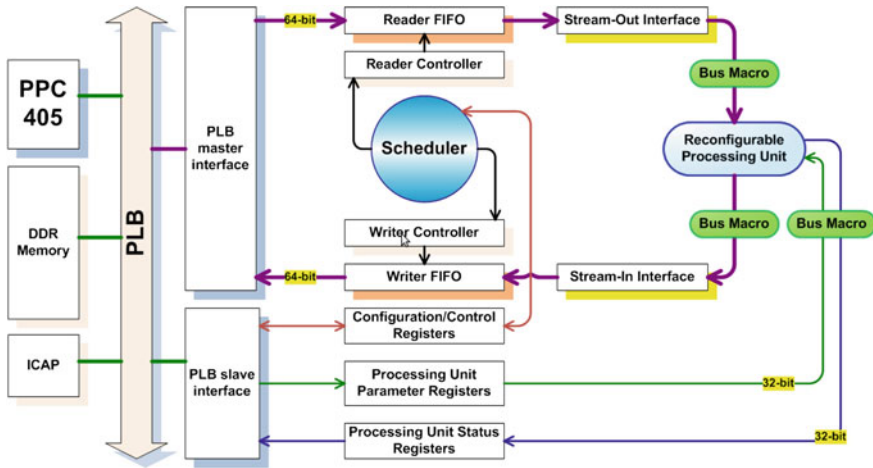 64-bit
Reader FIFO
Stream-Out Interface
Reader Controller
Bus Macro
PPC
405
PLB
master
interface
Scheduler
Reconfigurable
Processing Unit
PLB
DDR
Memory
Writer Controller
Bus Macro
Bus Macro
64-bit
Writer FIFO
Stream-In Interface
Configuration/Control
Registers
ICAP
PLB slave
interface
Processing Unit
Parameter Registers
32-bit
Processing Unit Status
Registers
32-bit